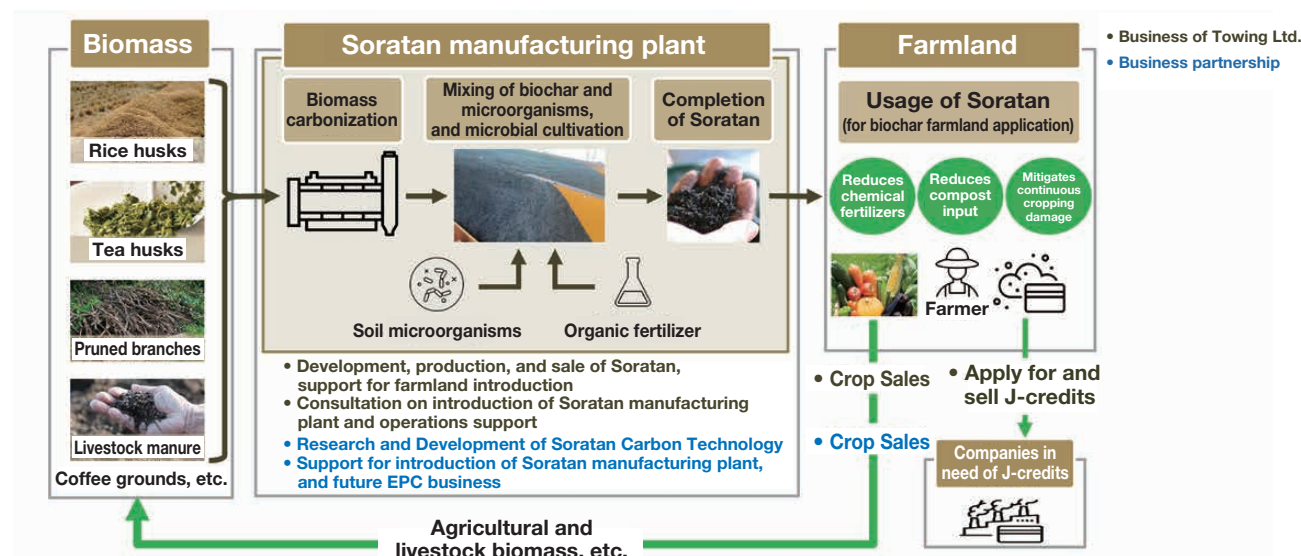 Biomass
Rice husks
Tea husks
Pruned branches
Livestock manure
Coffee grounds, etc.
Soratan manufacturing plant
Biomass
carbonization
Mixing of biochar and
microorganisms,
and microbial cultivation
Completion
of Soratan
Soil microorganisms
Organic fertilizer
• Development, production, and sale of Soratan,
support for farmland introduction
• Consultation on introduction of Soratan manufacturing
plant and operations support
• Research and Development of Soratan Carbon Technology
• Support for introduction of Soratan manufacturing plant,
and future EPC business
Farmland
Usage of Soratan
(for biochar farmland application)
Reduces
chemical
fertilizers
Reduces
compost
input
Mitigates
continuous
cropping
damage
Farmer
• Crop Sales
• Crop Sales
• Apply for and
sell J-credits
Companies in
need of J-credits
Agricultural and
livestock biomass, etc.
• Business of Towing Ltd.
• Business partnership